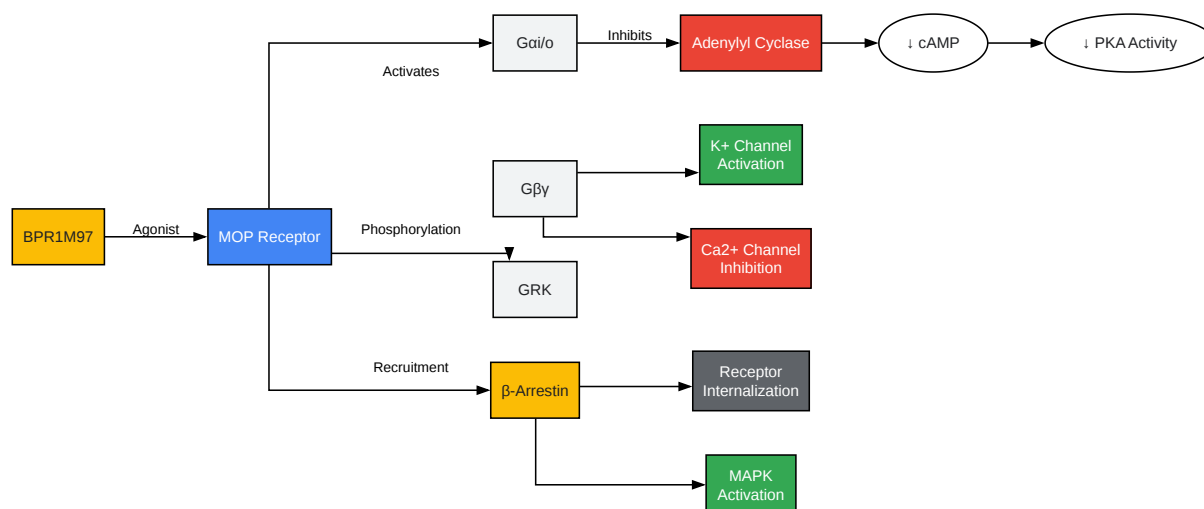 Gαi/o
Inhibits
Adenylyl Cyclase
↓ cAMP
↓ PKA Activity
Activates
K+ Channel
Activation
Gβγ
BPR1M97
Agonist
MOP Receptor
Phosphorylation
Ca2+ Channel
Inhibition
GRK
Recruitment
β-Arrestin
Receptor
Internalization
MAPK
Activation